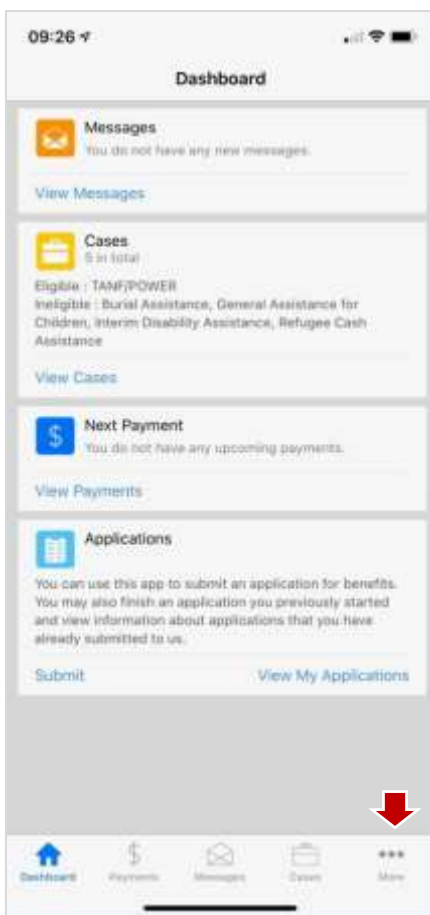 09:26
Dashboard
Messages
You do not have any new messages.
View Messages
Cases
5 in total
Eligible : TANF/POWER
Ineligible : Burial Assistance, General Assistance for
Children, Interim Disability Assistance, Refugee Cash
Assistance
View Cases
$
Next Payment
You do not have any upcoming payments.
View Payments
Applications
You can use this app to submit an application for benefits.
You may also finish an application you previously started
and view information about applications that you have
already submitted to us.
Submit View My Applications
$
Dashboard Payments Messages Cases More